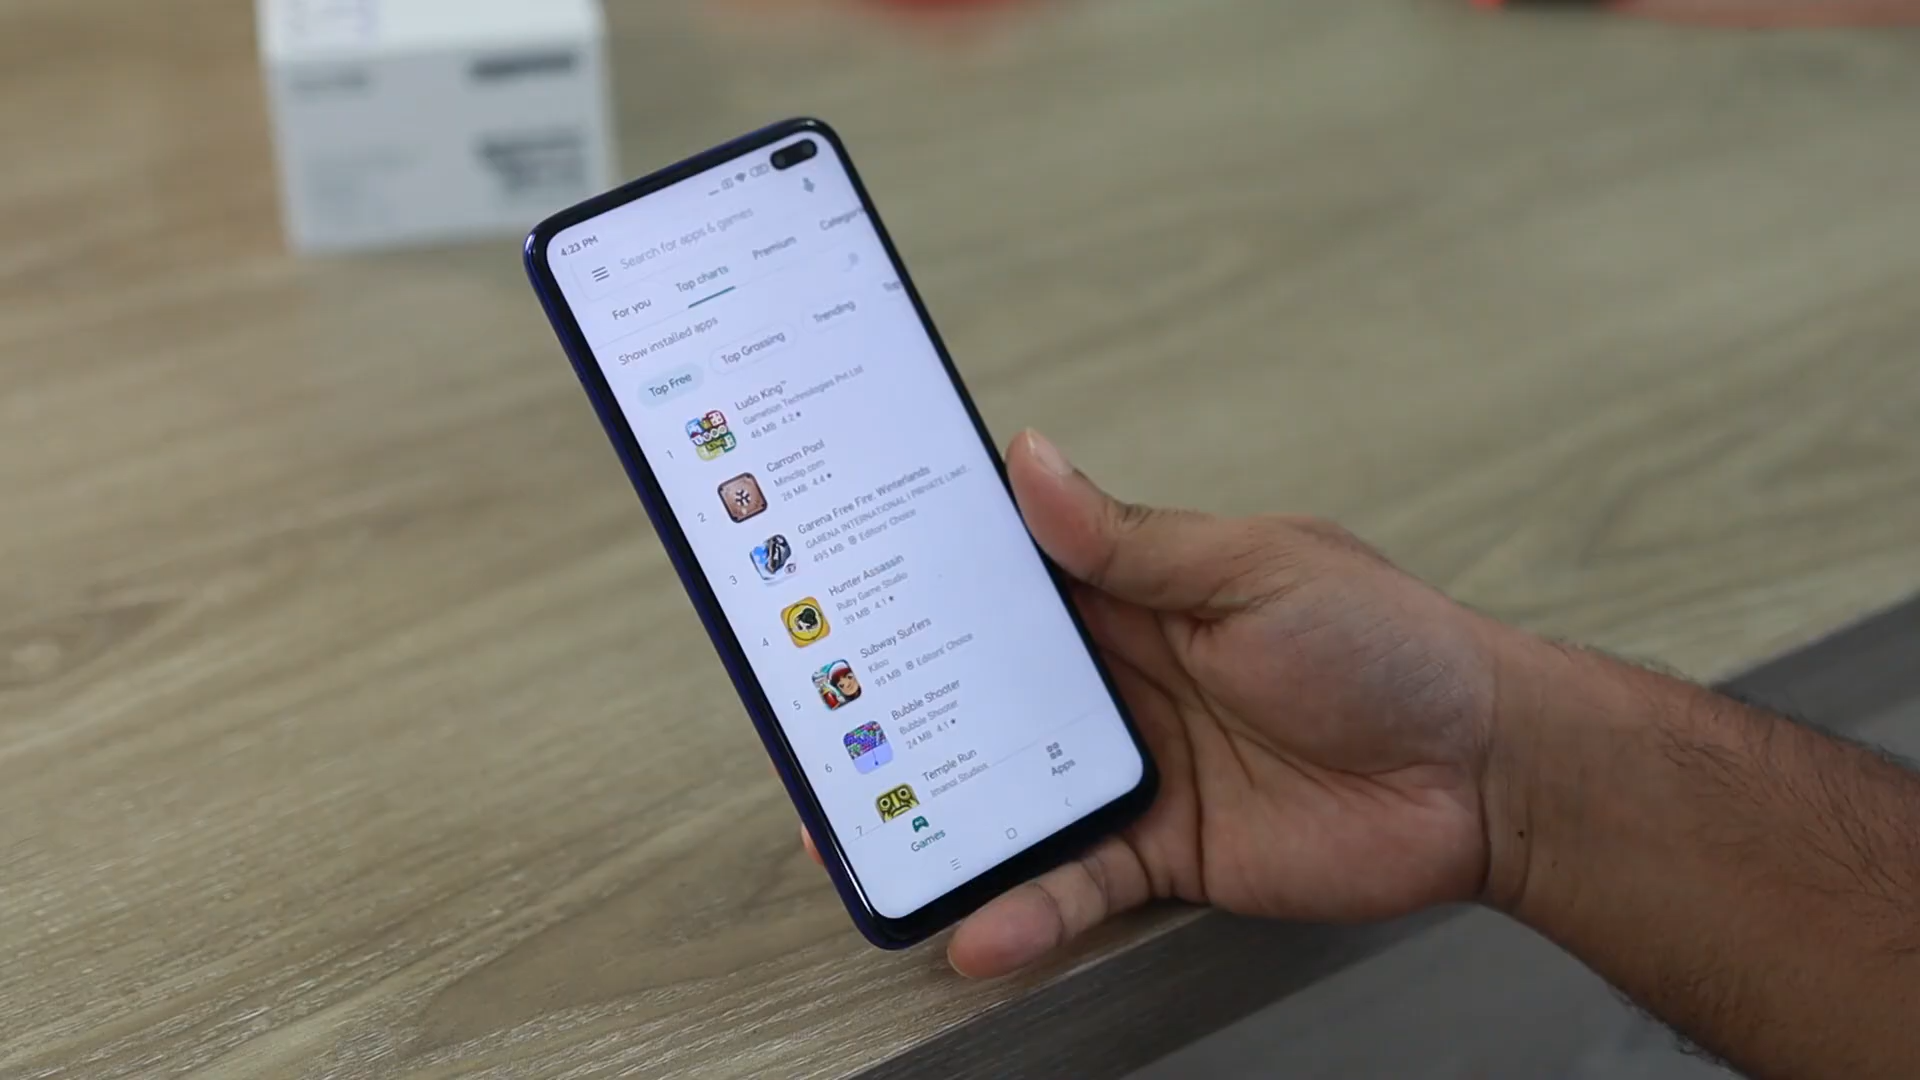 4:23 PM
Search for apps & games
For you
Top charts
Premium
Show installed apps
Top Free
Top Grossing
Trending
1
Ludo King™
Gametion Technologies Pvt Ltd
46 MB 4.2★
2
Carrom Pool
Miniclip.com
26 MB 4.4★
3
Garena Free Fire: Winterlands
GARENA INTERNATIONAL I PRIVATE LIMIT...
495 MB Editors' Choice
4
Hunter Assassin
Ruby Game Studio
39 MB 4.1★
5
Subway Surfers
Kiloo
95 MB Editors' Choice
6
Bubble Shooter
Bubble Shooter
24 MB 4.1★
7
Temple Run
Imangi Studios
Games
Apps